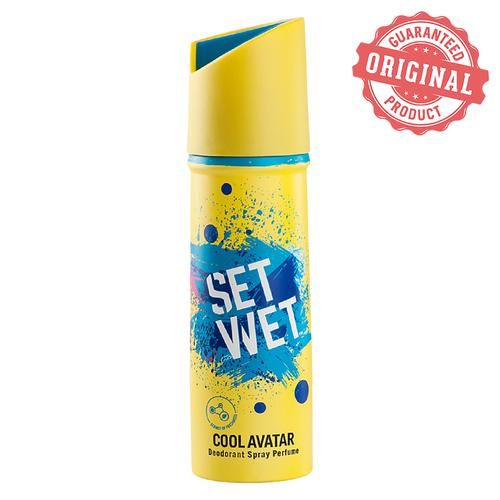 GUARANTEED
ORIGINAL
PRODUCT
SET
WET
COOL AVATAR
Deodorant Spray Perfume